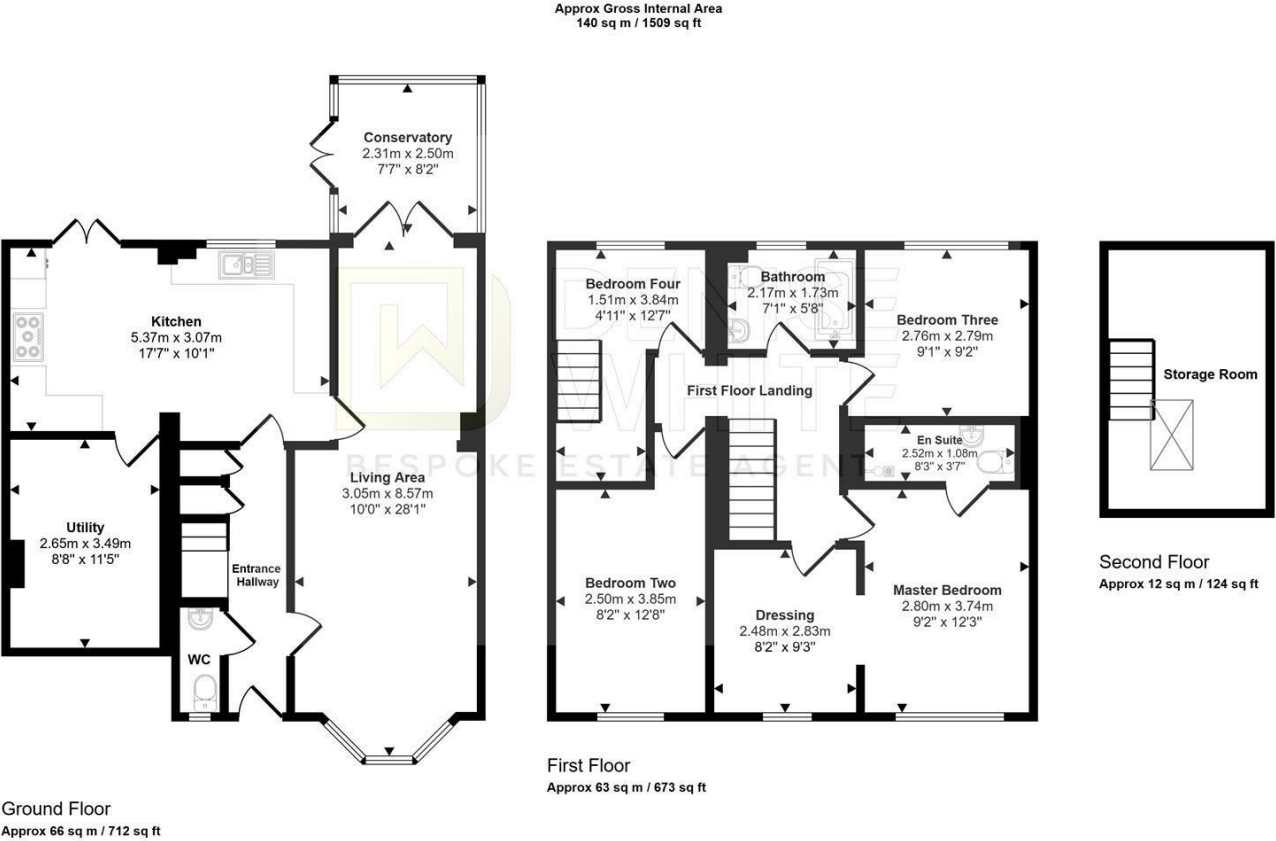 Approx Gross Internal Area
140 sq m / 1509 sq ft
Conservatory
2.31m x 2.50m
7'7" x 8'2"
Kitchen
5.37m x 3.07m
17'7" x 10'1"
Utility
2.65m x 3.49m
8'8" x 11'5"
Entrance
Hallway
WC
Living Area
3.05m x 8.57m
10'0" x 28'1"
Ground Floor
Approx 66 sq m / 712 sq ft
Bedroom Four
1.51m x 3.84m
4'11" x 12'7"
Bathroom
2.17m x 1.73m
7'1" x 5'8"
Bedroom Three
2.76m x 2.79m
9'1" x 9'2"
First Floor Landing
En Suite
2.52m x 1.08m
8'3" x 3'7"
Bedroom Two
2.50m x 3.85m
8'2" x 12'8"
Dressing
2.48m x 2.83m
8'2" x 9'3"
Master Bedroom
2.80m x 3.74m
9'2" x 12'3"
First Floor
Approx 63 sq m / 673 sq ft
Storage Room
Second Floor
Approx 12 sq m / 124 sq ft
DENISE
WHITE
BESPOKE ESTATE AGENTS